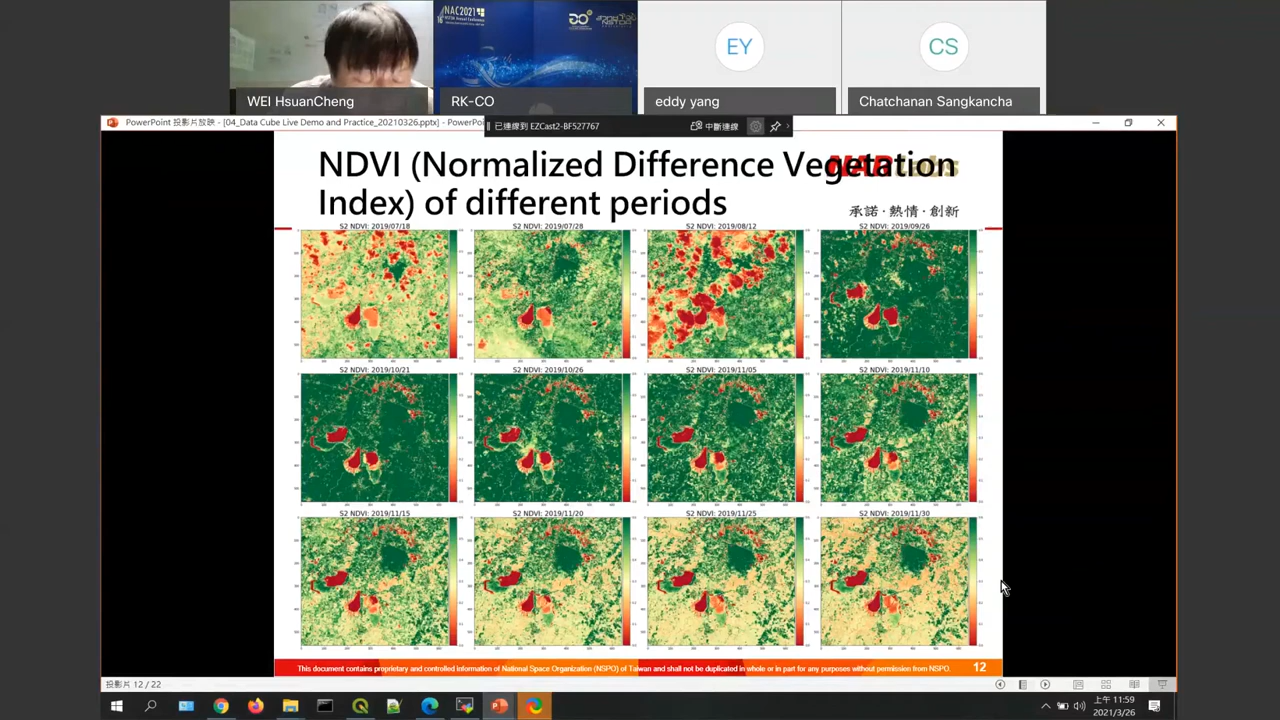 NAC2021
WEI HsuanCheng
RK-CO
EY
eddy yang
CS
Chatchanan Sangkancha
PowerPoint 投影片放映 - [04_Data Cube Live Demo and Practice_20210326.pptx] - PowerPoi
已連線到 EZCast2-BF527767
中斷連線
NDVI (Normalized Difference Vegetation
Index) of different periods
NARLabs
承諾·熱情·創新
S2 NDVI: 2019/07/18
S2 NDVI: 2019/07/28
S2 NDVI: 2019/08/12
S2 NDVI: 2019/09/26
S2 NDVI: 2019/10/21
S2 NDVI: 2019/10/26
S2 NDVI: 2019/11/05
S2 NDVI: 2019/11/10
S2 NDVI: 2019/11/15
S2 NDVI: 2019/11/20
S2 NDVI: 2019/11/25
S2 NDVI: 2019/11/30
This document contains proprietary and controlled information of National Space Organization (NSPO) of Taiwan and shall not be duplicated in whole or in part for any purposes without permission from NSPO.
12
投影片 12 / 22
上午 11:59
2021/3/26